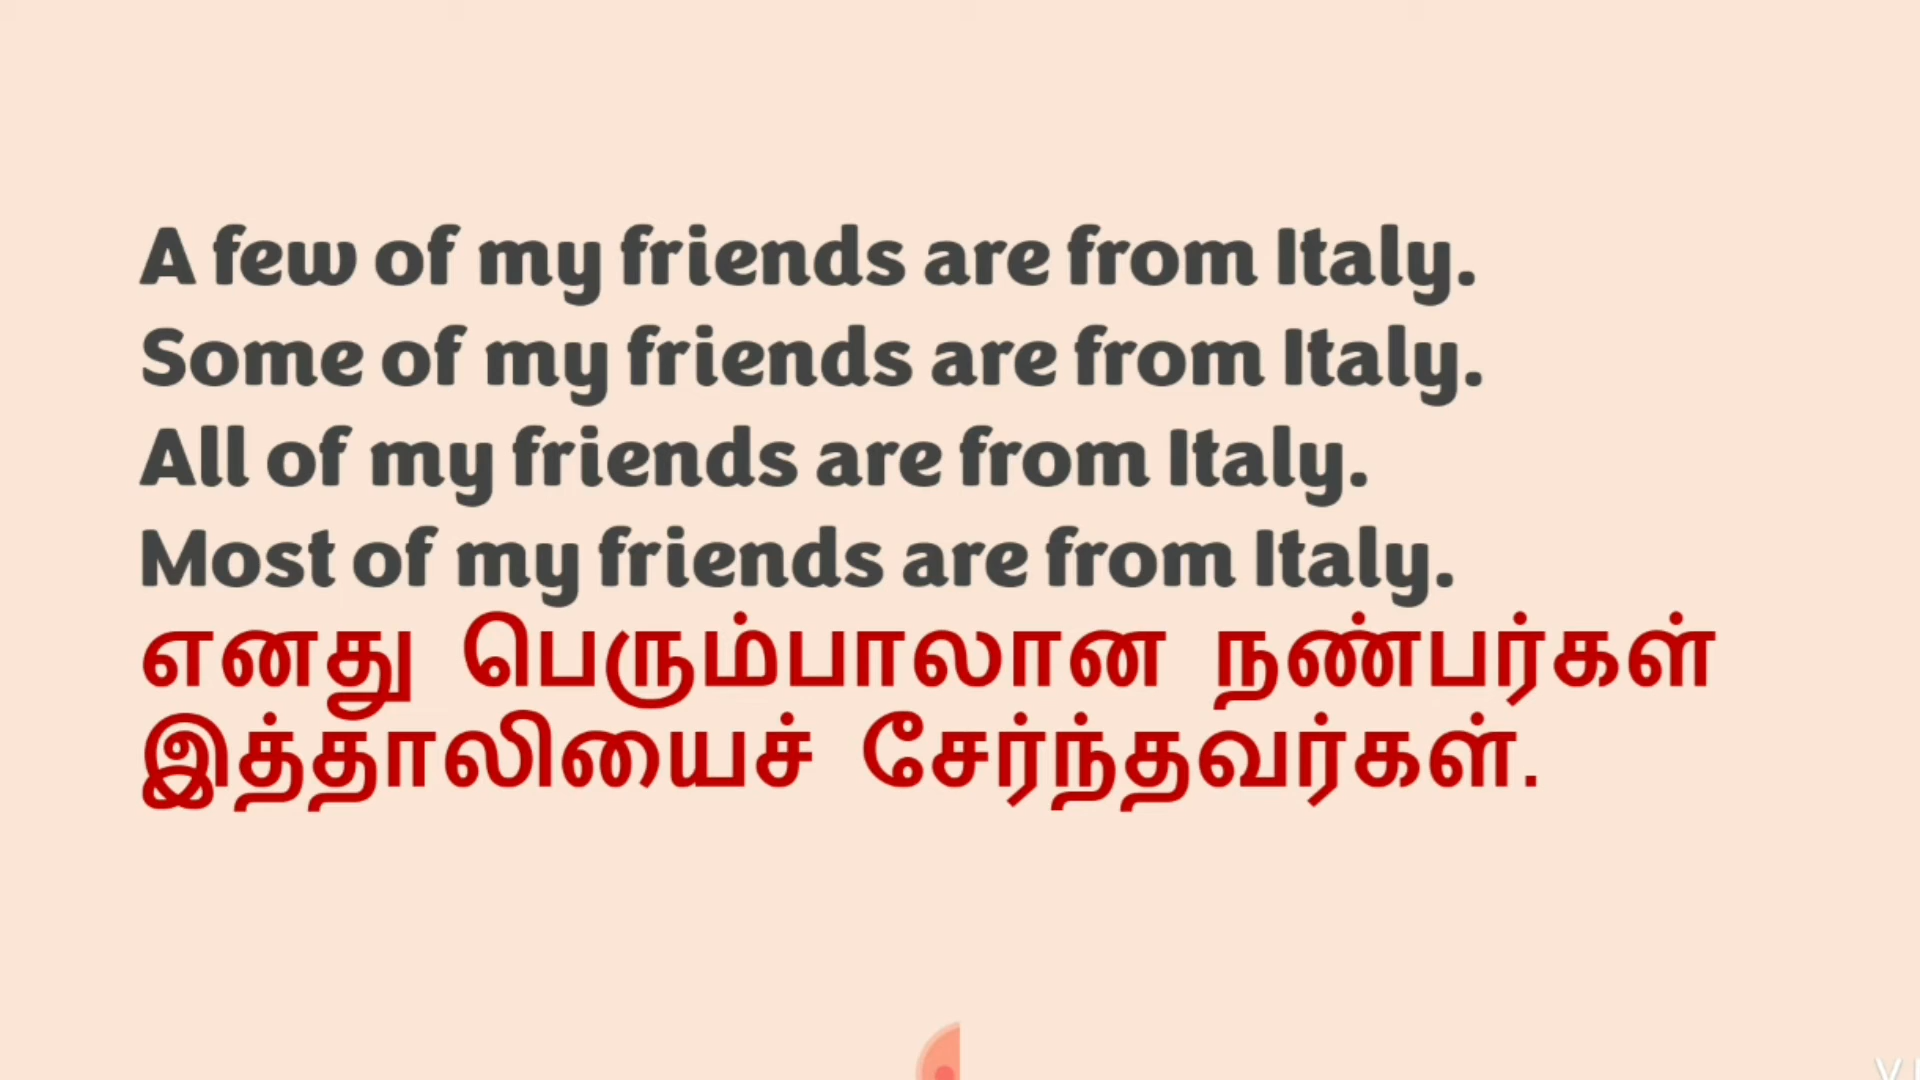 A few of my friends are from Italy.
Some of my friends are from Italy.
All of my friends are from Italy.
Most of my friends are from Italy.
எனது பெரும்பாலான நண்பர்கள்
இத்தாலியைச் சேர்ந்தவர்கள்.